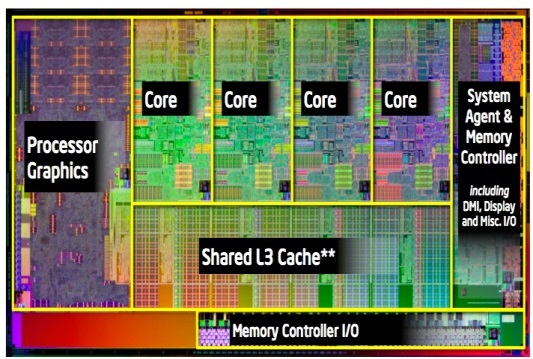 Processor
Graphics
Core
Core
Core
Core
System
Agent &
Memory
Controller
including
DMI, Display
and Misc. I/O
Shared L3 Cache**
Memory Controller I/O